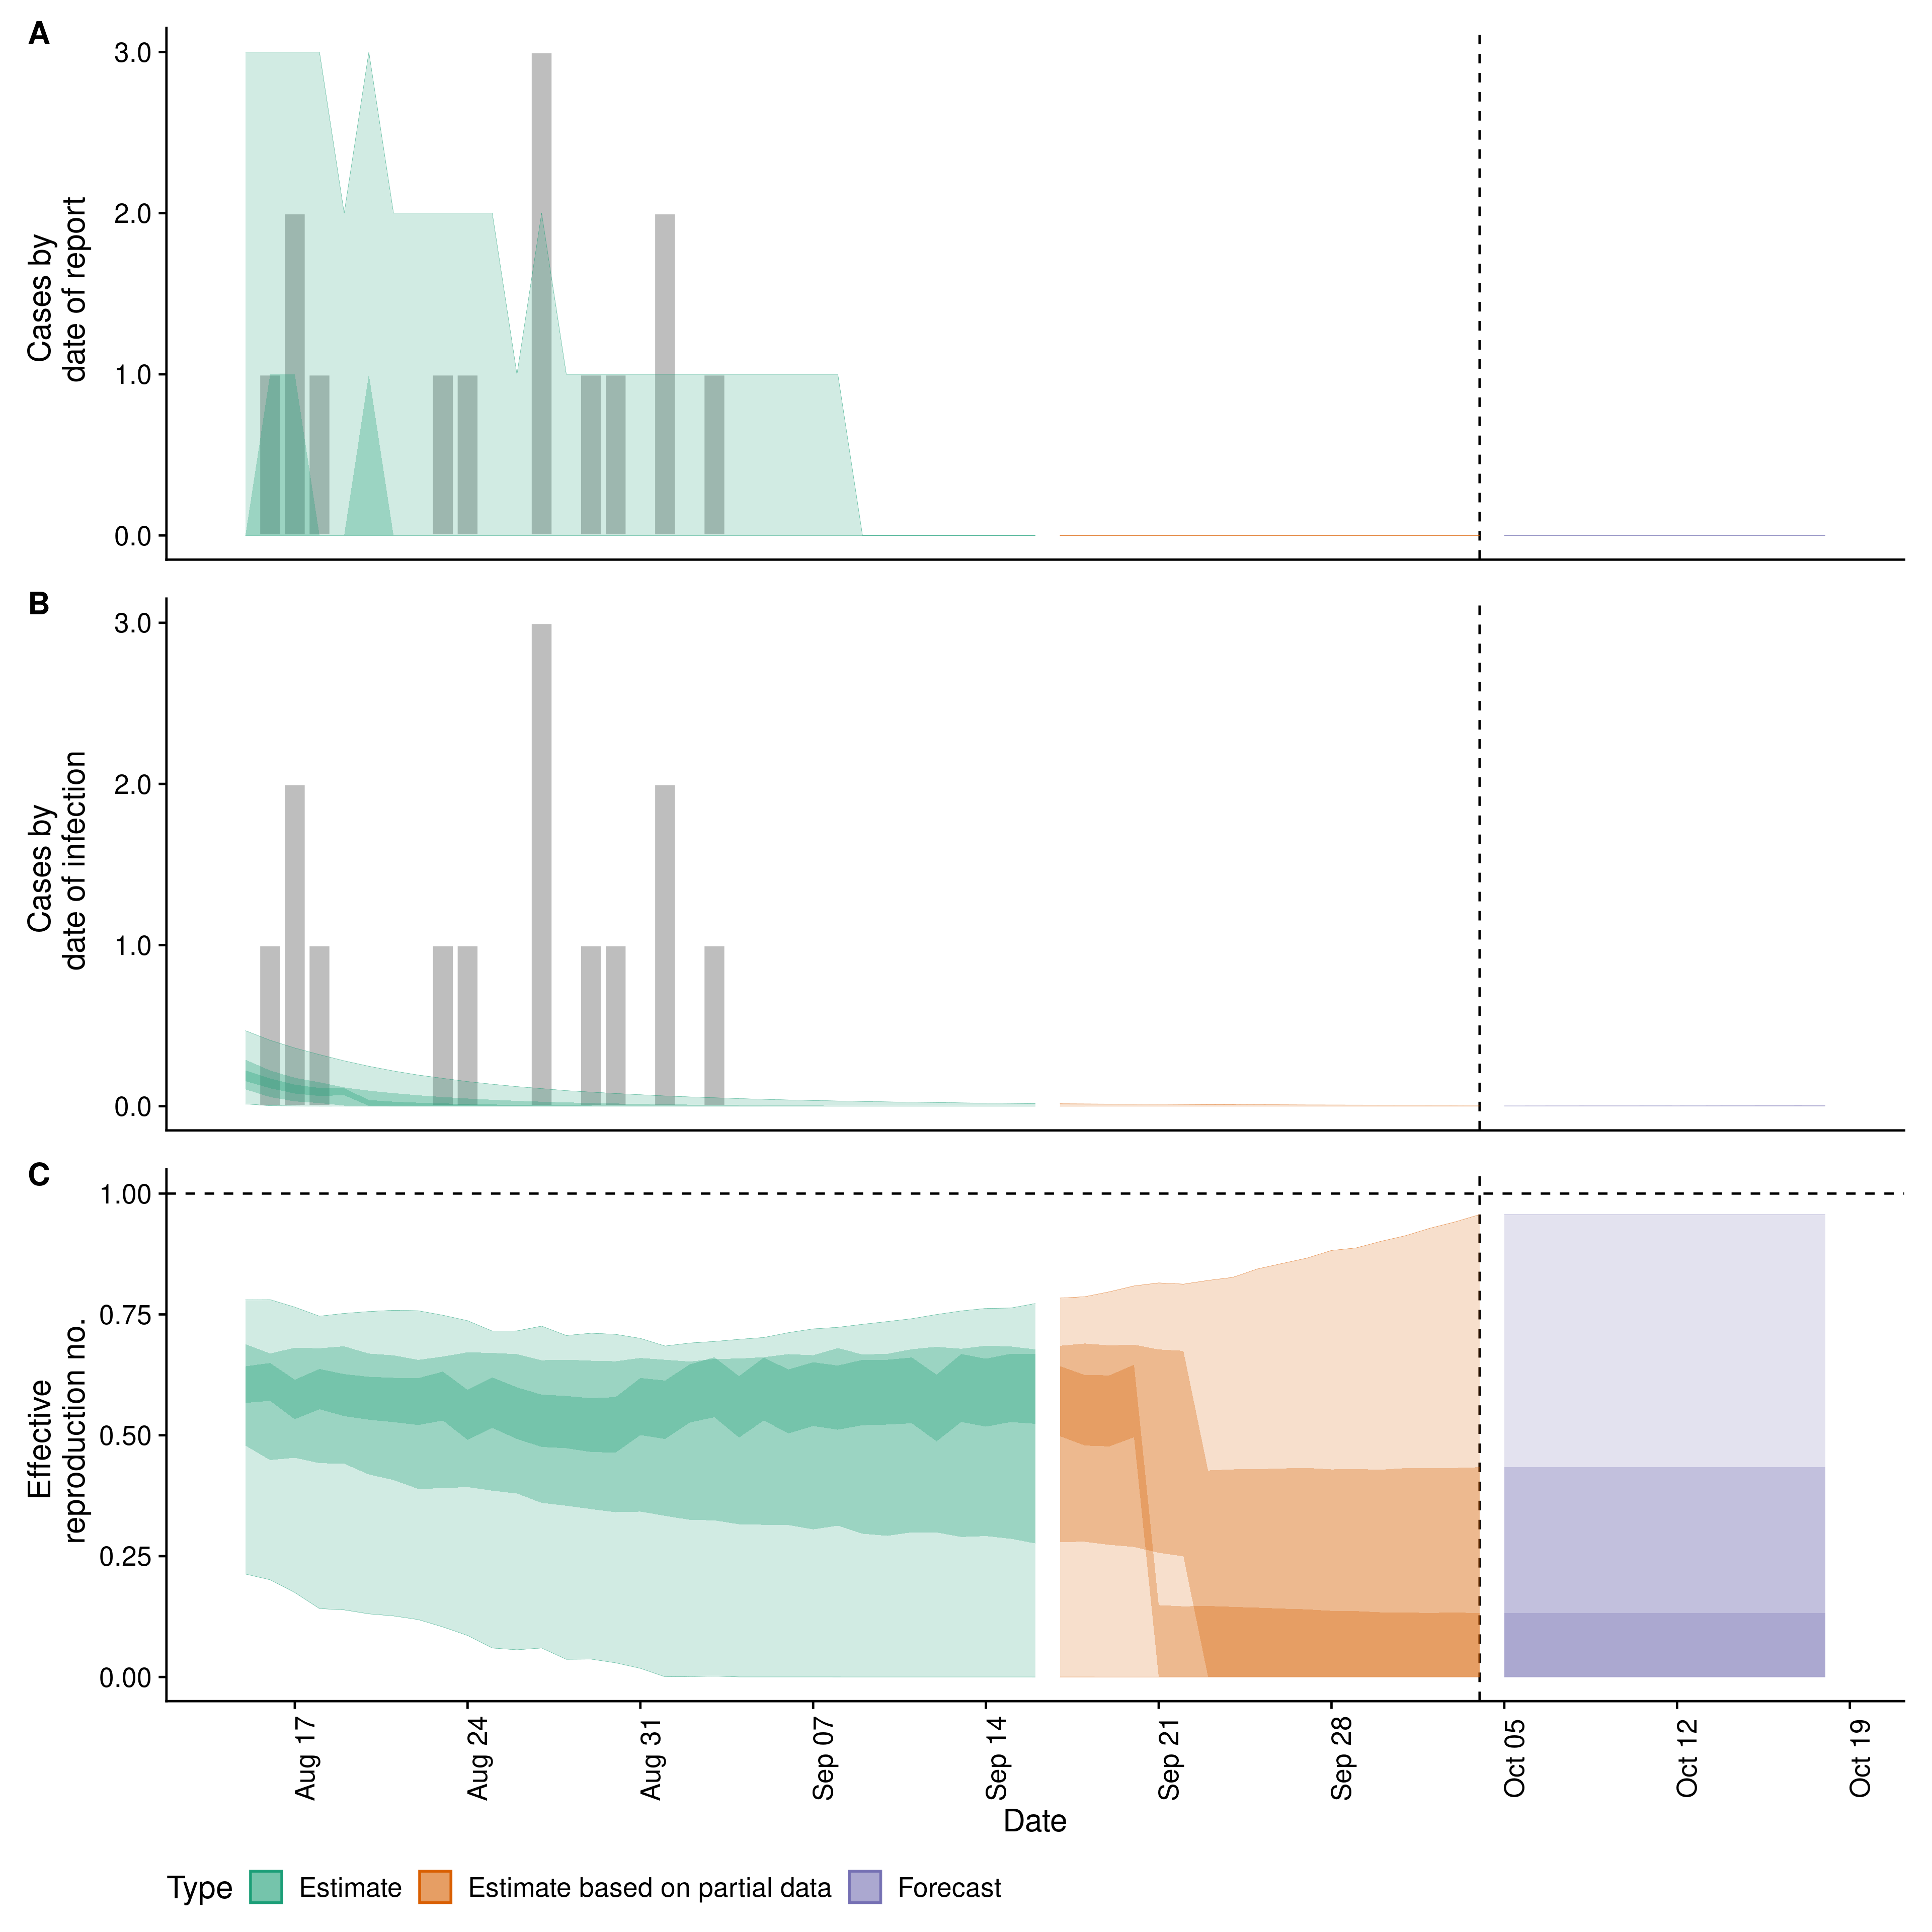 A
3.0
2.0
1.0
0.0
Cases by
date of report
B
3.0
2.0
1.0
0.0
Cases by
date of infection
C
1.00
0.75
0.50
0.25
0.00
Effective
reproduction no.
Aug 17
Aug 24
Aug 31
Sep 07
Sep 14
Sep 21
Sep 28
Oct 05
Oct 12
Oct 19
Date
Type Estimate Estimate based on partial data Forecast